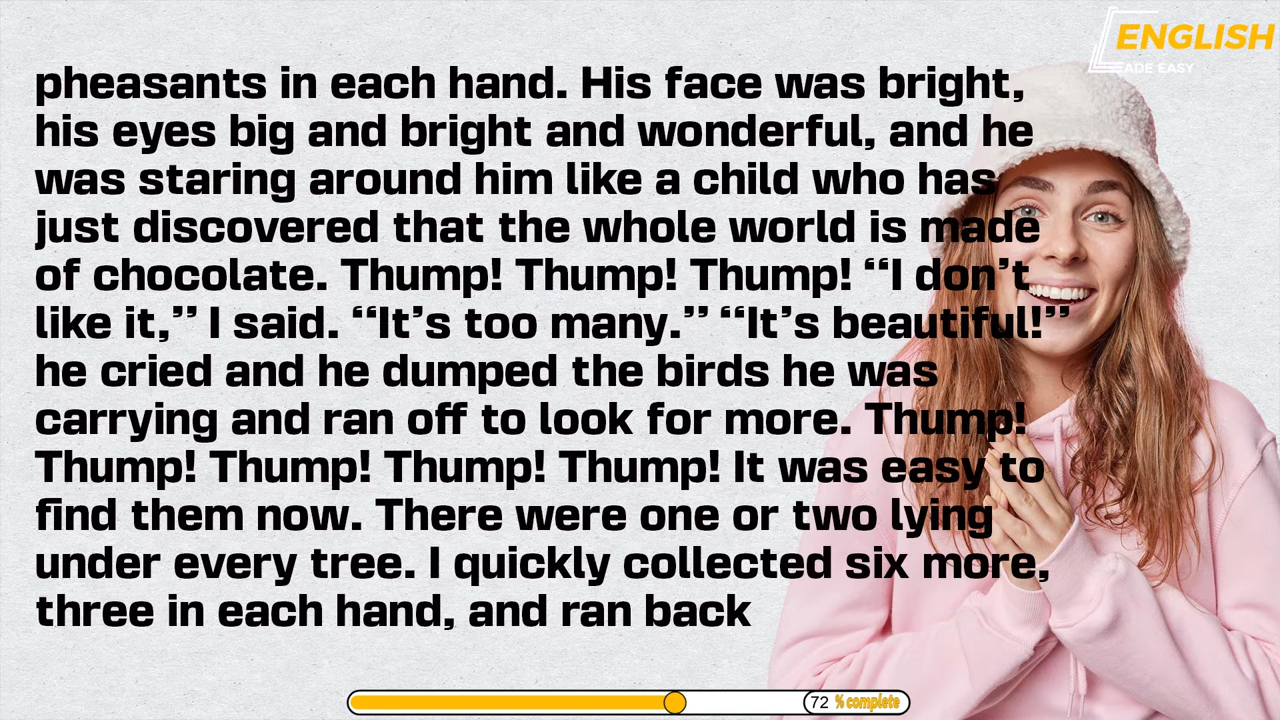 ENGLISH
ADE EASY
pheasants in each hand. His face was bright,
his eyes big and bright and wonderful, and he
was staring around him like a child who has
just discovered that the whole world is made
of chocolate. Thump! Thump! Thump! “I don’t
like it,” I said. “It’s too many.” “It’s beautiful!”
he cried and he dumped the birds he was
carrying and ran off to look for more. Thump!
Thump! Thump! Thump! Thump! It was easy to
find them now. There were one or two lying
under every tree. I quickly collected six more,
three in each hand, and ran back
72 % complete